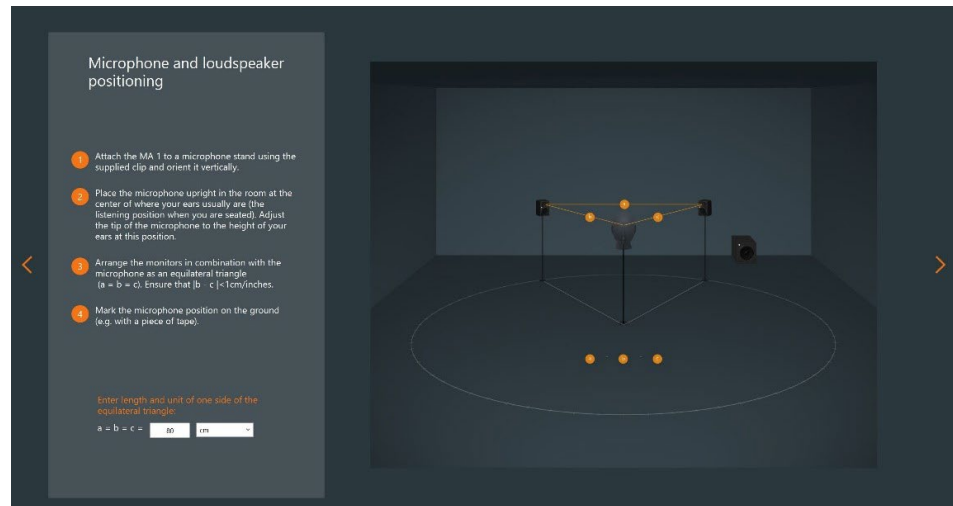 Microphone and loudspeaker
positioning
1 Attach the MA 1 to a microphone stand using the
supplied clip and orient it vertically.
2 Place the microphone upright in the room at the
center of where your ears usually are (the
listening position when you are seated). Adjust
the tip of the microphone to the height of your
ears at this position.
3 Arrange the monitors in combination with the
microphone as an equilateral triangle
(a = b = c). Ensure that |b - c |<1cm/inches.
4 Mark the microphone position on the ground
(e.g. with a piece of tape).
Enter length and unit of one side of the
equilateral triangle:
a = b = c = 80 cm